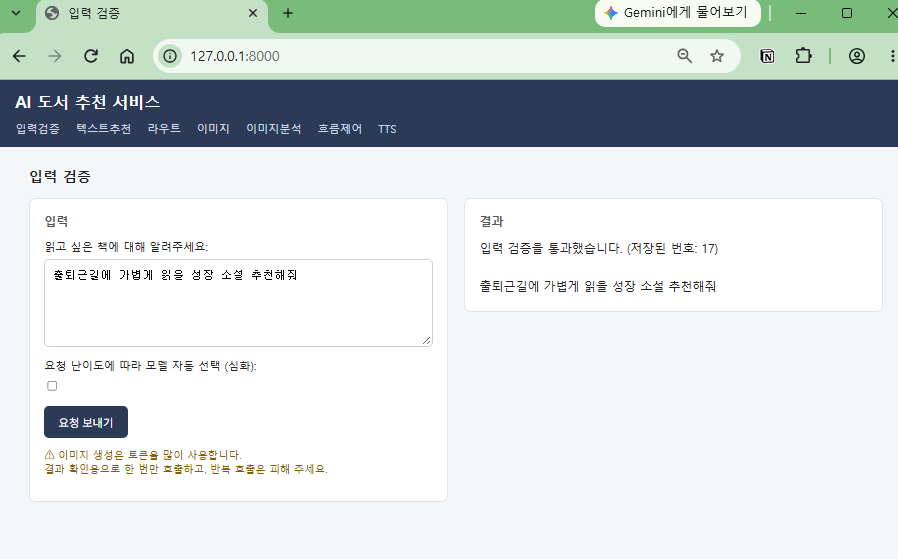 입력 검증
Gemini에게 물어보기
127.0.0.1:8000
AI 도서 추천 서비스
입력검증 텍스트추천 라우트 이미지 이미지분석 흐름제어 TTS
입력 검증
입력
읽고 싶은 책에 대해 알려주세요:
출퇴근길에 가볍게 읽을 성장 소설 추천해줘
요청 난이도에 따라 모델 자동 선택 (심화):
요청 보내기
⚠ 이미지 생성은 토큰을 많이 사용합니다.
결과 확인용으로 한 번만 호출하고, 반복 호출은 피해 주세요.
결과
입력 검증을 통과했습니다. (저장된 번호: 17)
출퇴근길에 가볍게 읽을 성장 소설 추천해줘